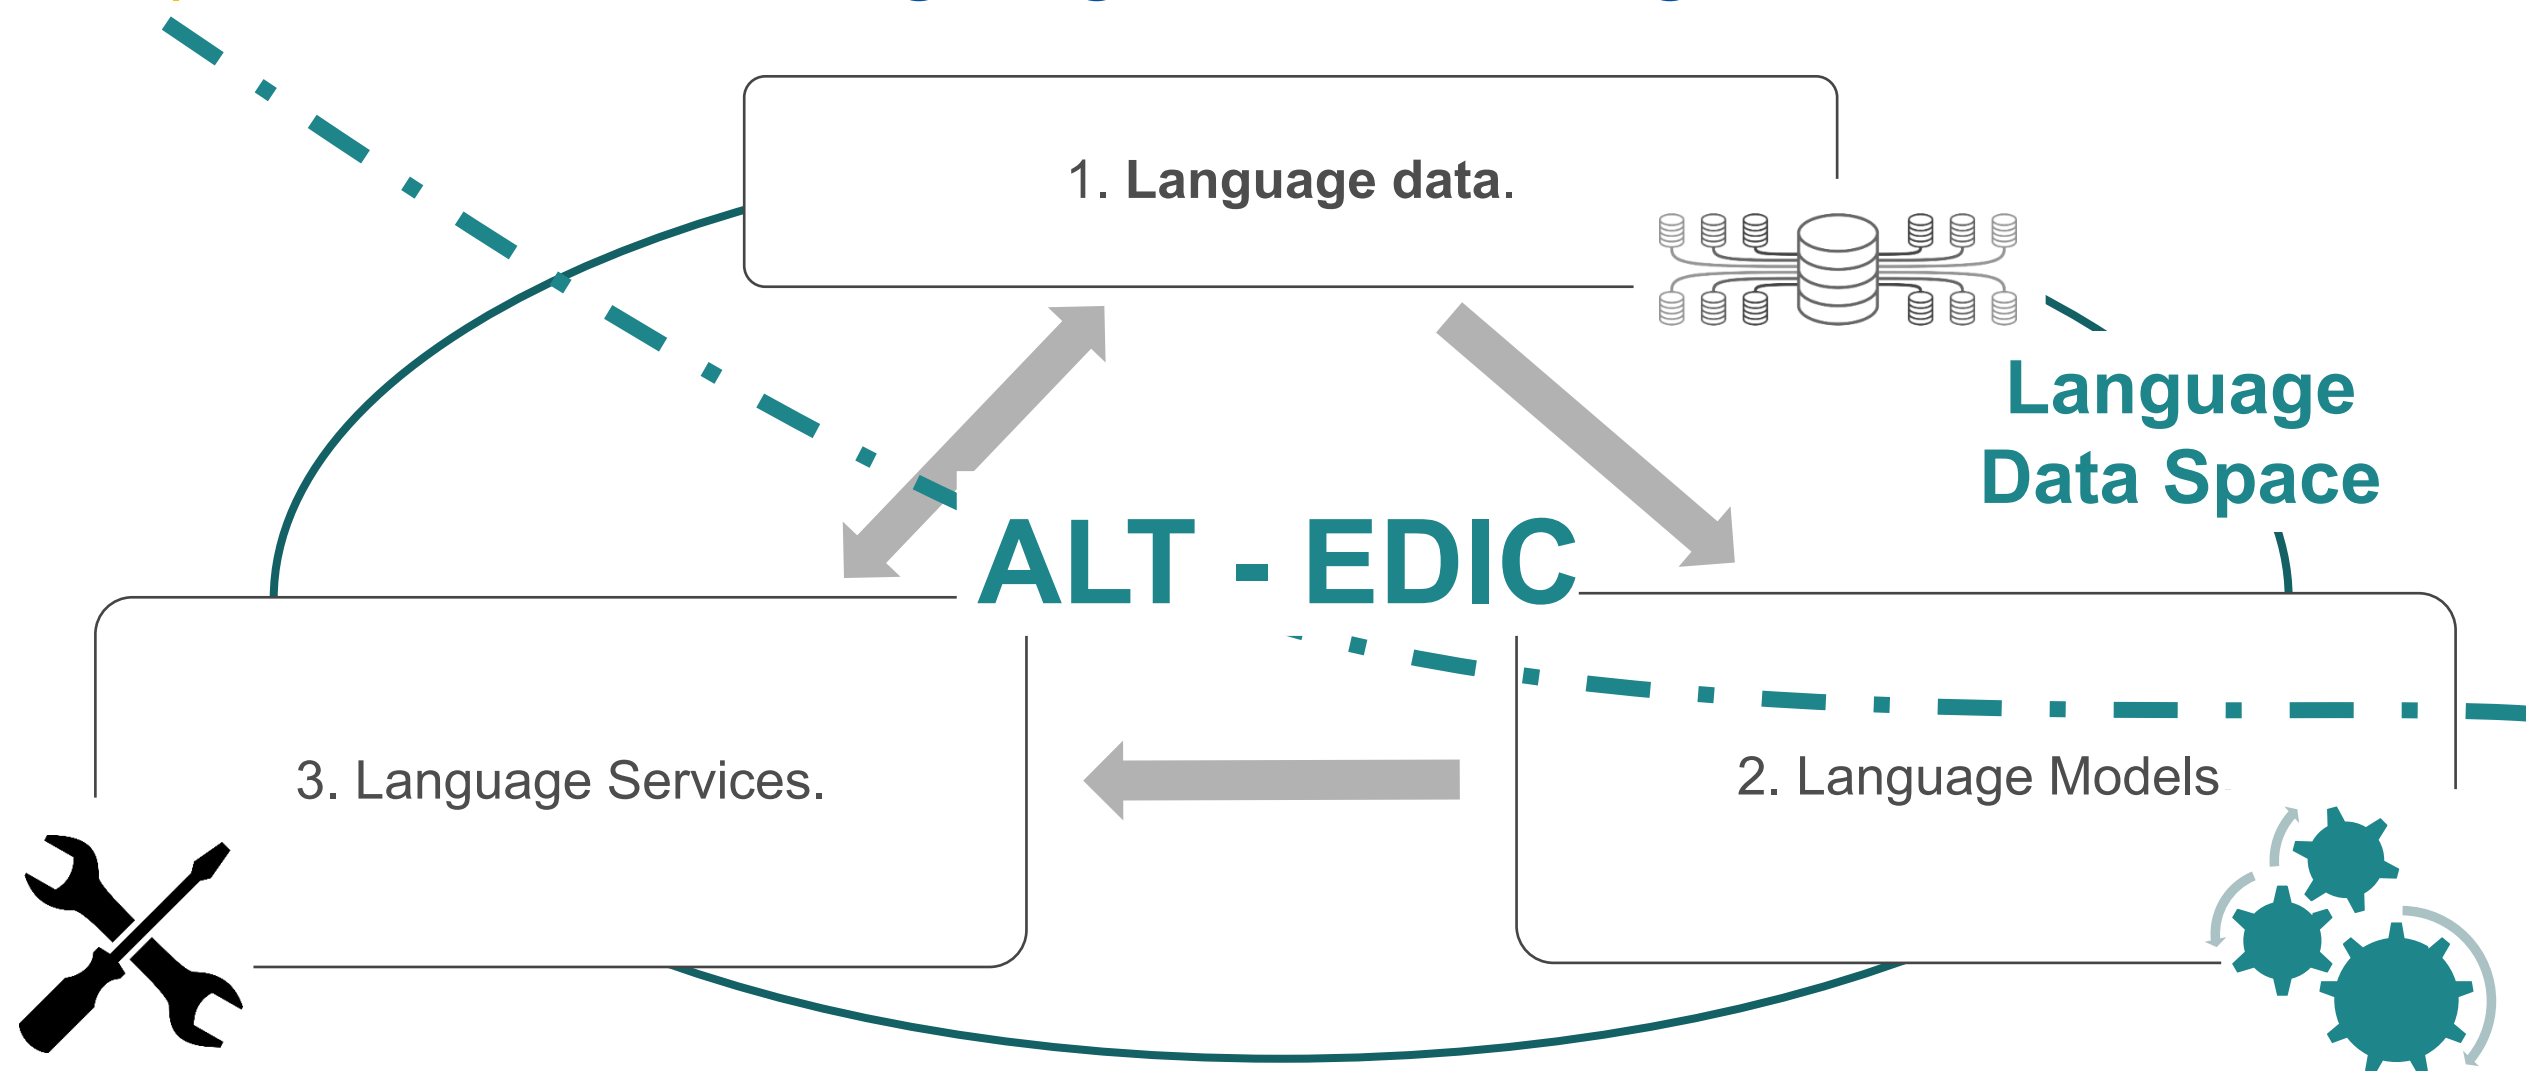 1. Language data.
Language
Data Space
ALT - EDIC
3. Language Services.
2. Language Models